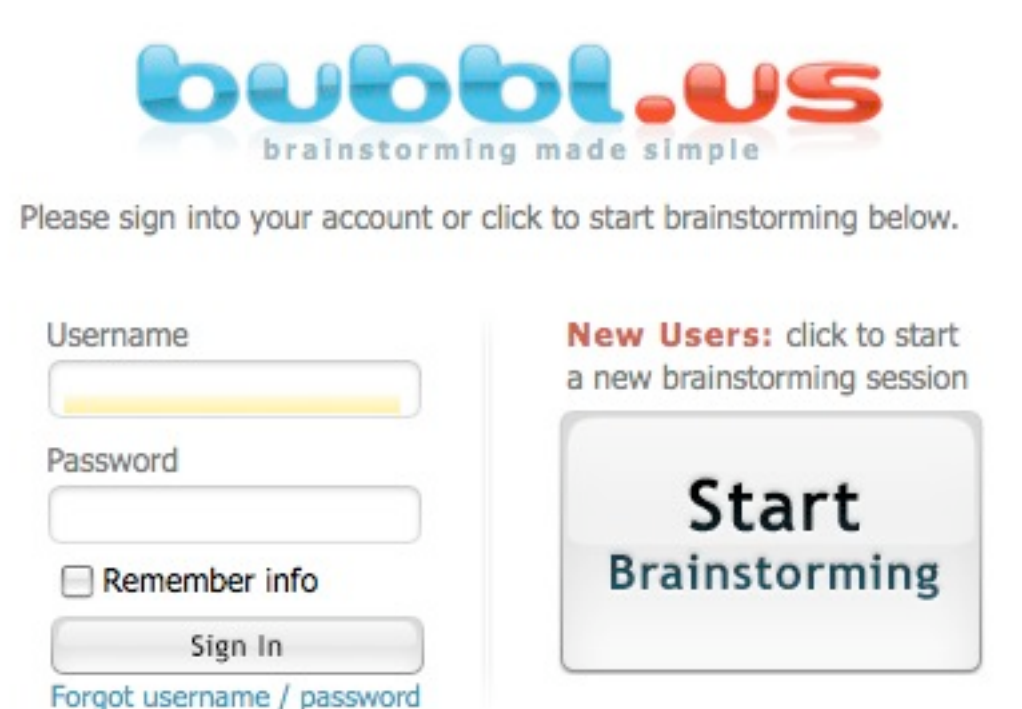 bubbl.us
brainstorming made simple
Please sign into your account or click to start brainstorming below.
Username
Password
Remember info
Sign In
Forgot username / password
New Users: click to start
a new brainstorming session
Start
Brainstorming